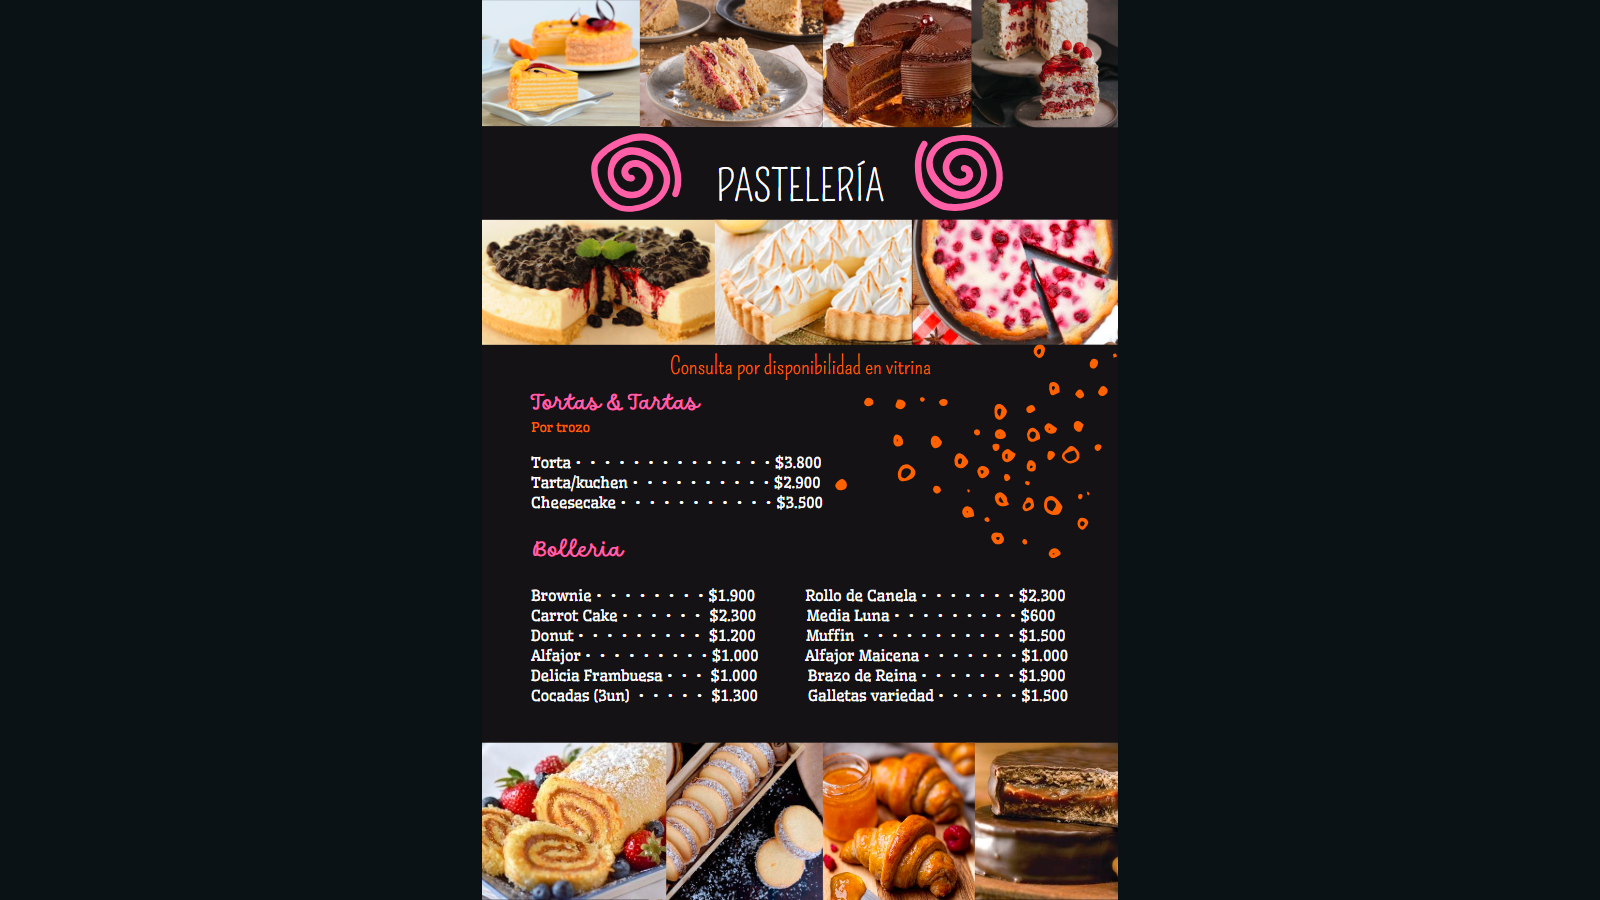 PASTELERÍA
Consulta por disponibilidad en vitrina
Tortas & Tartas
Por trozo
Torta • • • • • • • • • • • • • • $3.800
Tarta/kuchen • • • • • • • • • • $2.900
Cheesecake • • • • • • • • • • • $3.500
Bolleria
Brownie • • • • • • • • $1.900
Carrot Cake • • • • • • $2.300
Donut • • • • • • • • • $1.200
Alfajor • • • • • • • • • $1.000
Delicia Frambuesa • • • $1.000
Cocadas (3un) • • • • • $1.300
Rollo de Canela • • • • • • • $2.300
Media Luna • • • • • • • • • $600
Muffin • • • • • • • • • • • $1.500
Alfajor Maicena • • • • • • • $1.000
Brazo de Reina • • • • • • • $1.900
Galletas variedad • • • • • • $1.500